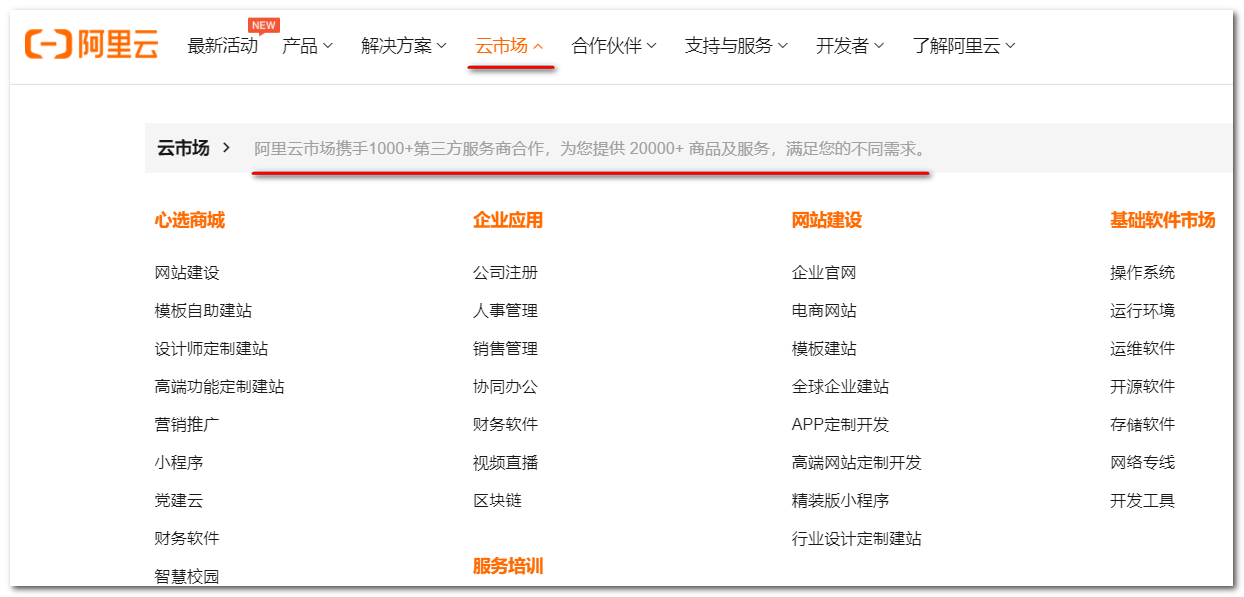 阿里云
最新活动 NEW 产品 解决方案 云市场 合作伙伴 支持与服务 开发者 了解阿里云
云市场 > 阿里云市场携手1000+第三方服务商合作，为您提供 20000+ 商品及服务，满足您的不同需求。
心选商城
网站建设
模板自助建站
设计师定制建站
高端功能定制建站
营销推广
小程序
党建云
财务软件
智慧校园
企业应用
公司注册
人事管理
销售管理
协同办公
财务软件
视频直播
区块链
服务培训
网站建设
企业官网
电商网站
模板建站
全球企业建站
APP定制开发
高端网站定制开发
精装版小程序
行业设计定制建站
基础软件市场
操作系统
运行环境
运维软件
开源软件
存储软件
网络专线
开发工具